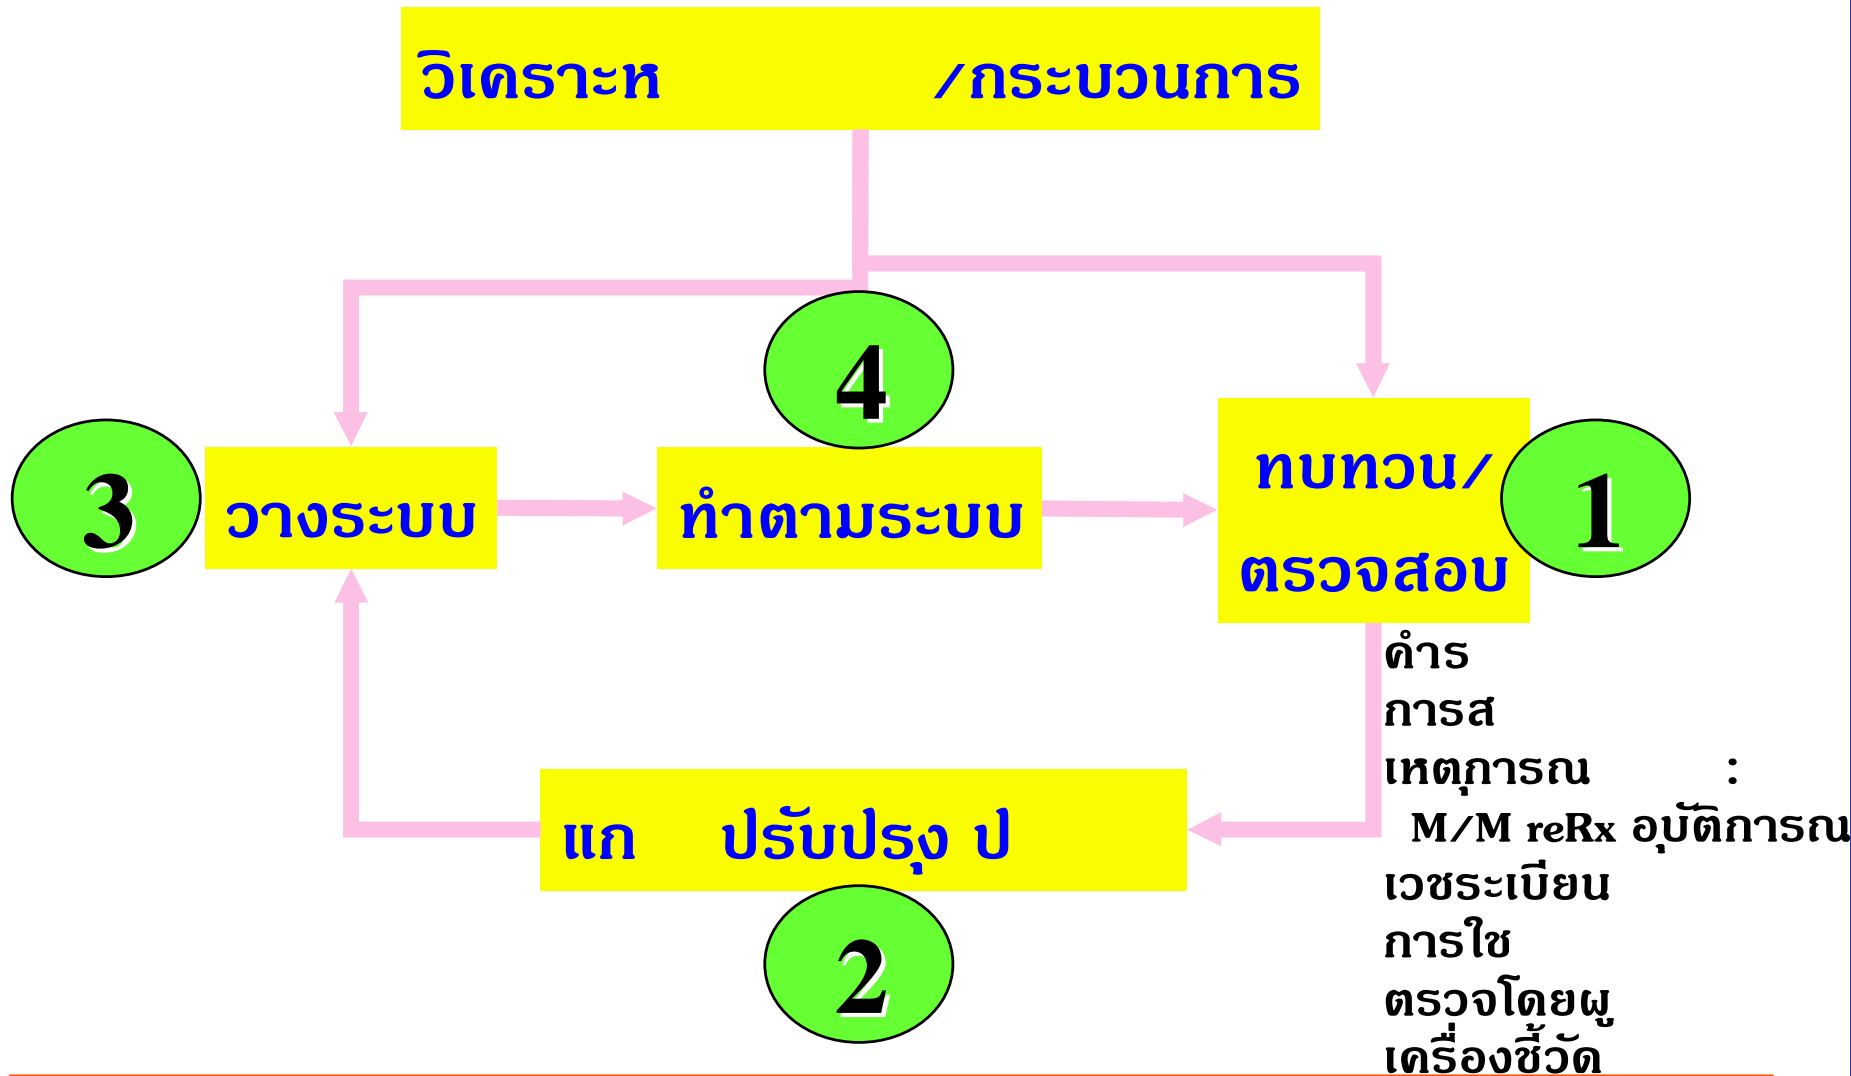 วิเคราะห /กระบวนการ
4
3
วางระบบ
ทำตามระบบ
ทบทวน/
ตรวจสอบ
1
คำร
การส
เหตุการณ :
M/M reRx อุบัติการณ
เวชระเบียน
การใช
ตรวจโดยผู
เครื่องชี้วัด
แก ปรับปรุง ป
2